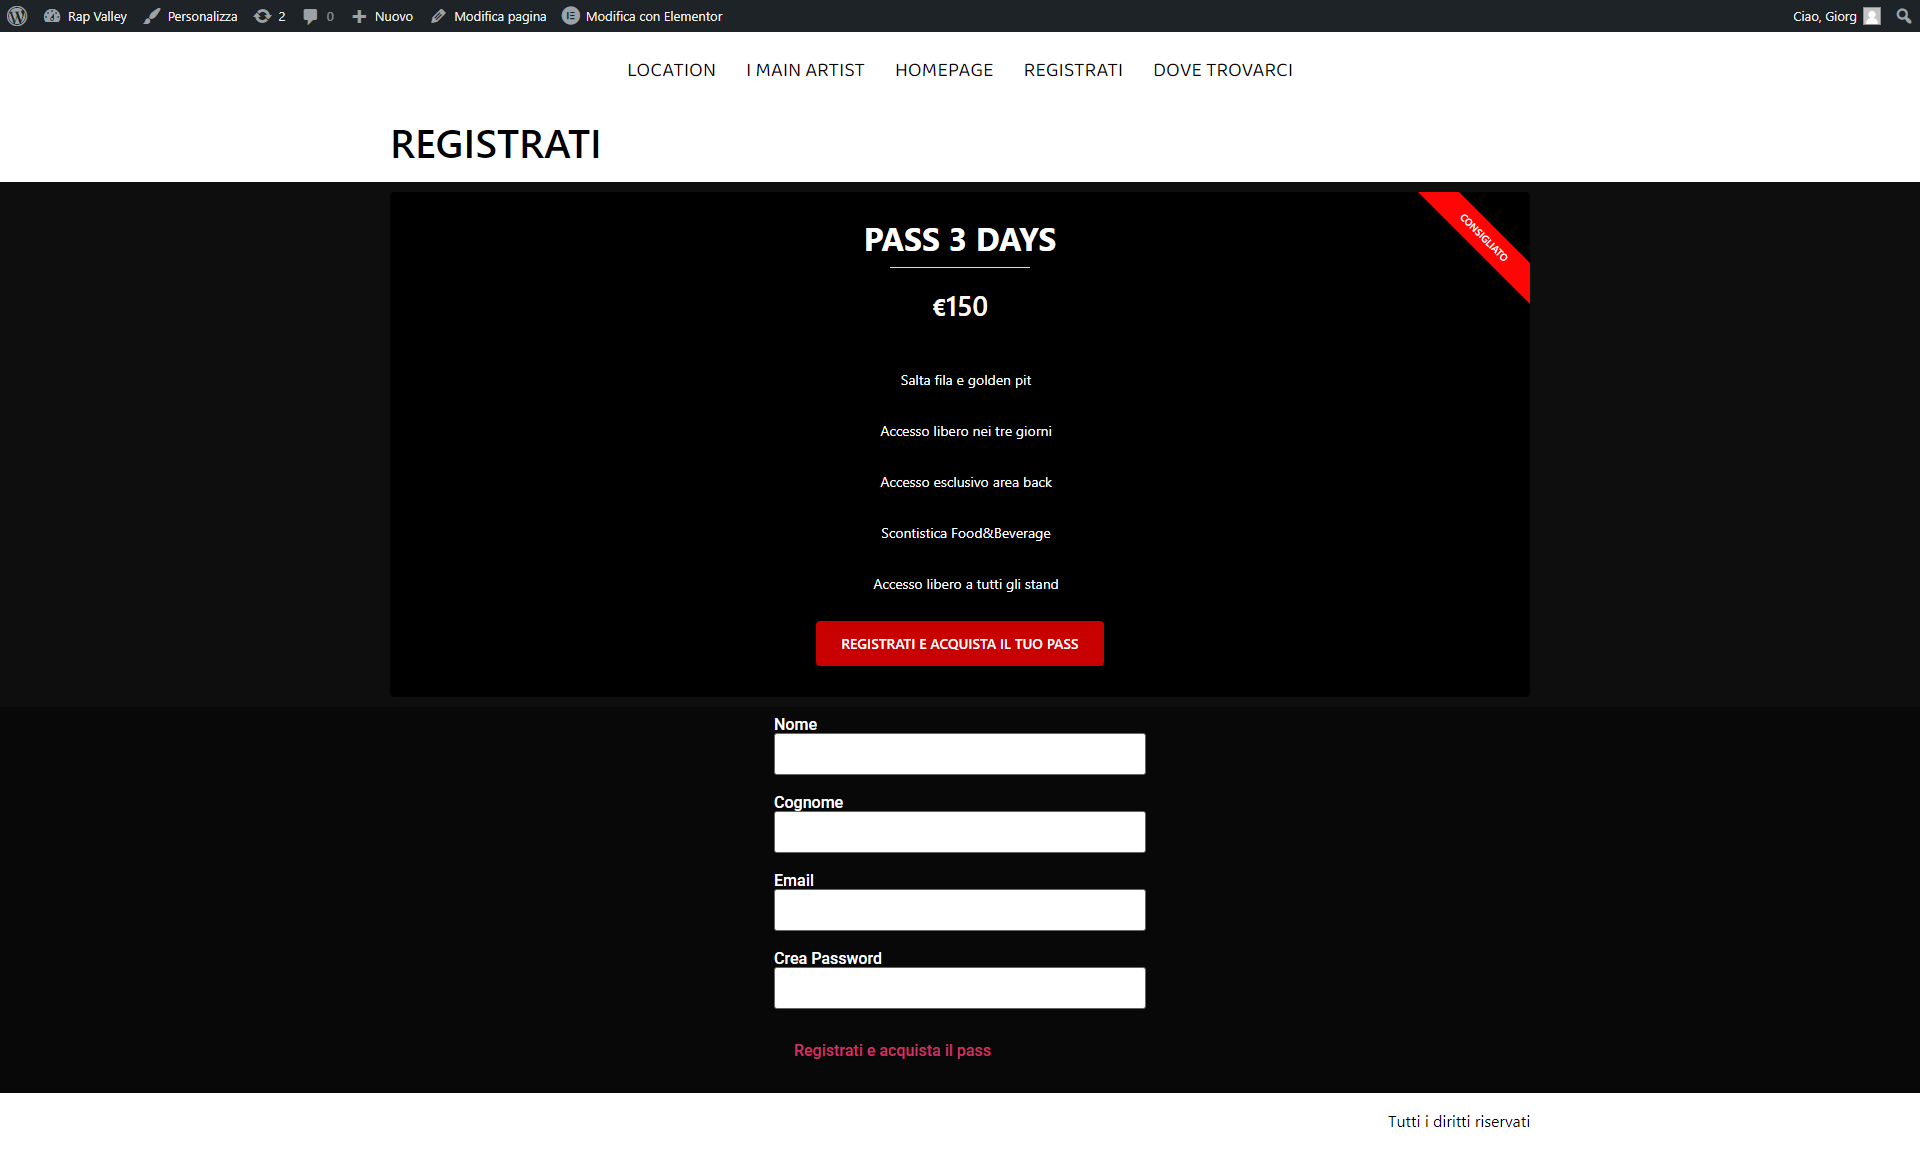 Rap Valley Personalizza 2 0 Nuovo Modifica pagina Modifica con Elementor Ciao, Giorg
LOCATION I MAIN ARTIST HOMEPAGE REGISTRATI DOVE TROVARCI
REGISTRATI
CONSIGLIATO
PASS 3 DAYS
€150
Salta fila e golden pit
Accesso libero nei tre giorni
Accesso esclusivo area back
Scontistica Food&Beverage
Accesso libero a tutti gli stand
REGISTRATI E ACQUISTA IL TUO PASS
Nome
Cognome
Email
Crea Password
Registrati e acquista il pass
Tutti i diritti riservati